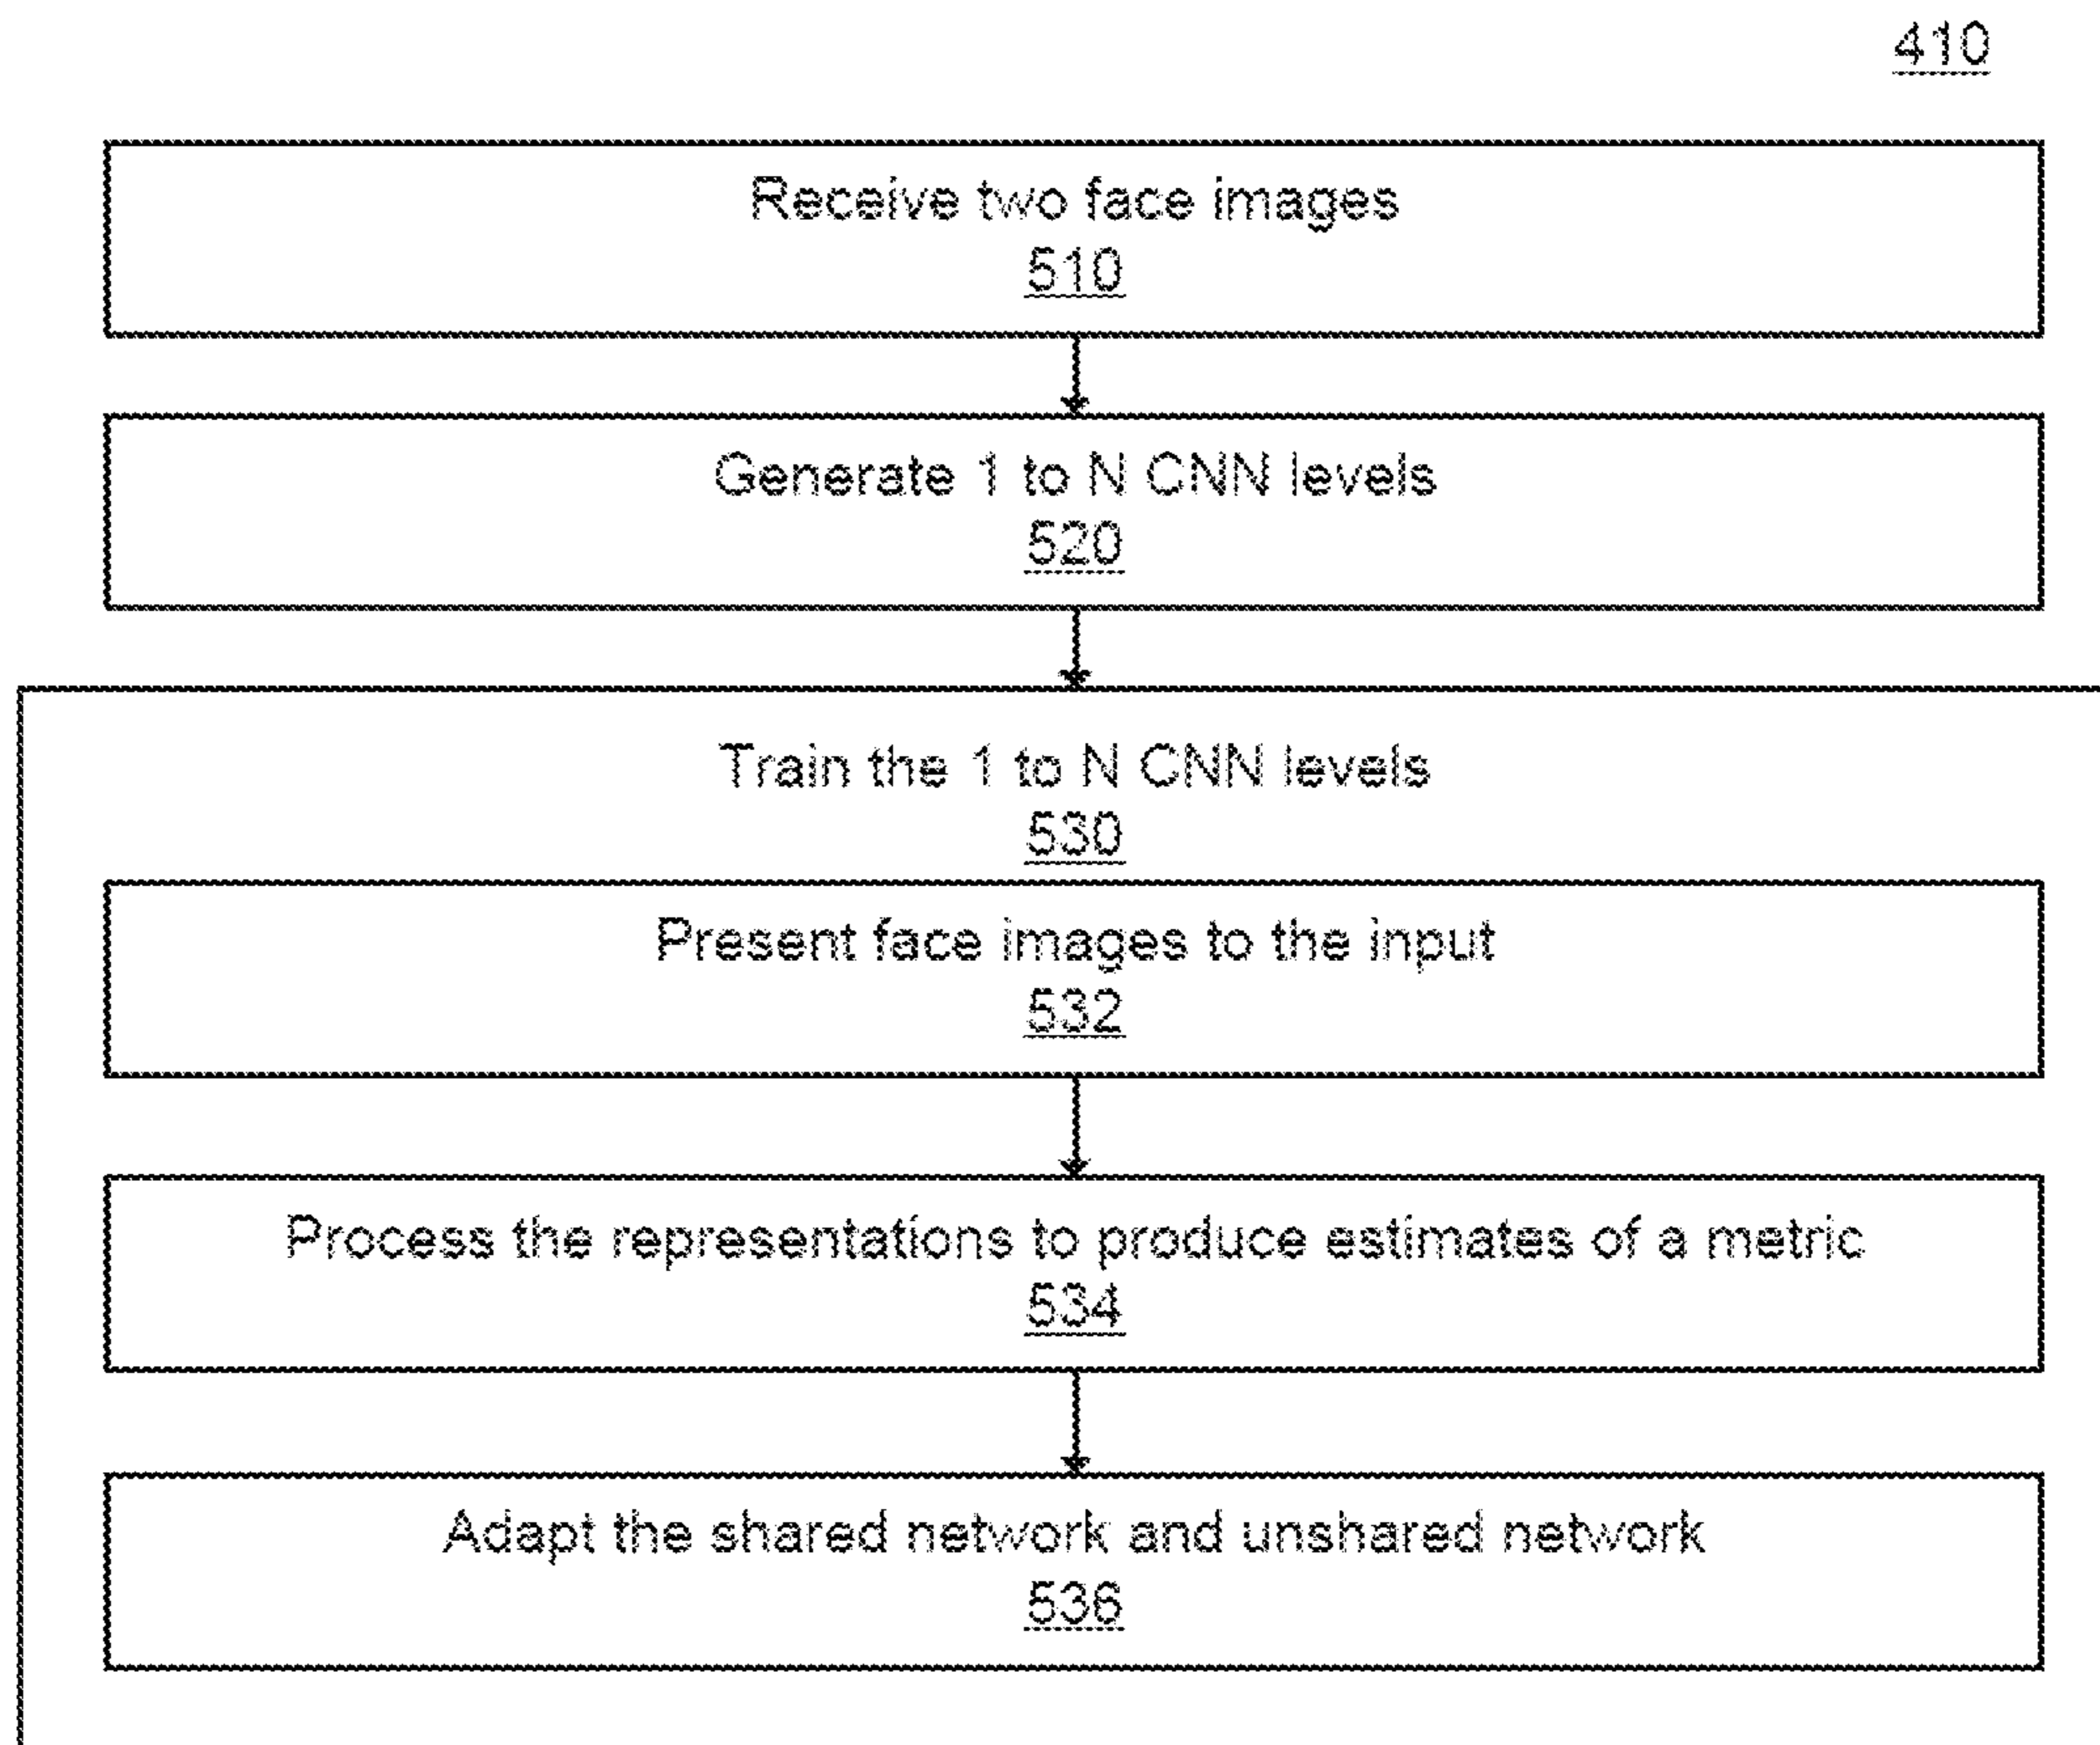 410
Receive two face images
510
Generate 1 to N CNN levels
520
Train the 1 to N CNN levels
530
Present face images to the input
532
Process the representations to produce estimates of a metric
534
Adapt the shared network and unshared network
536